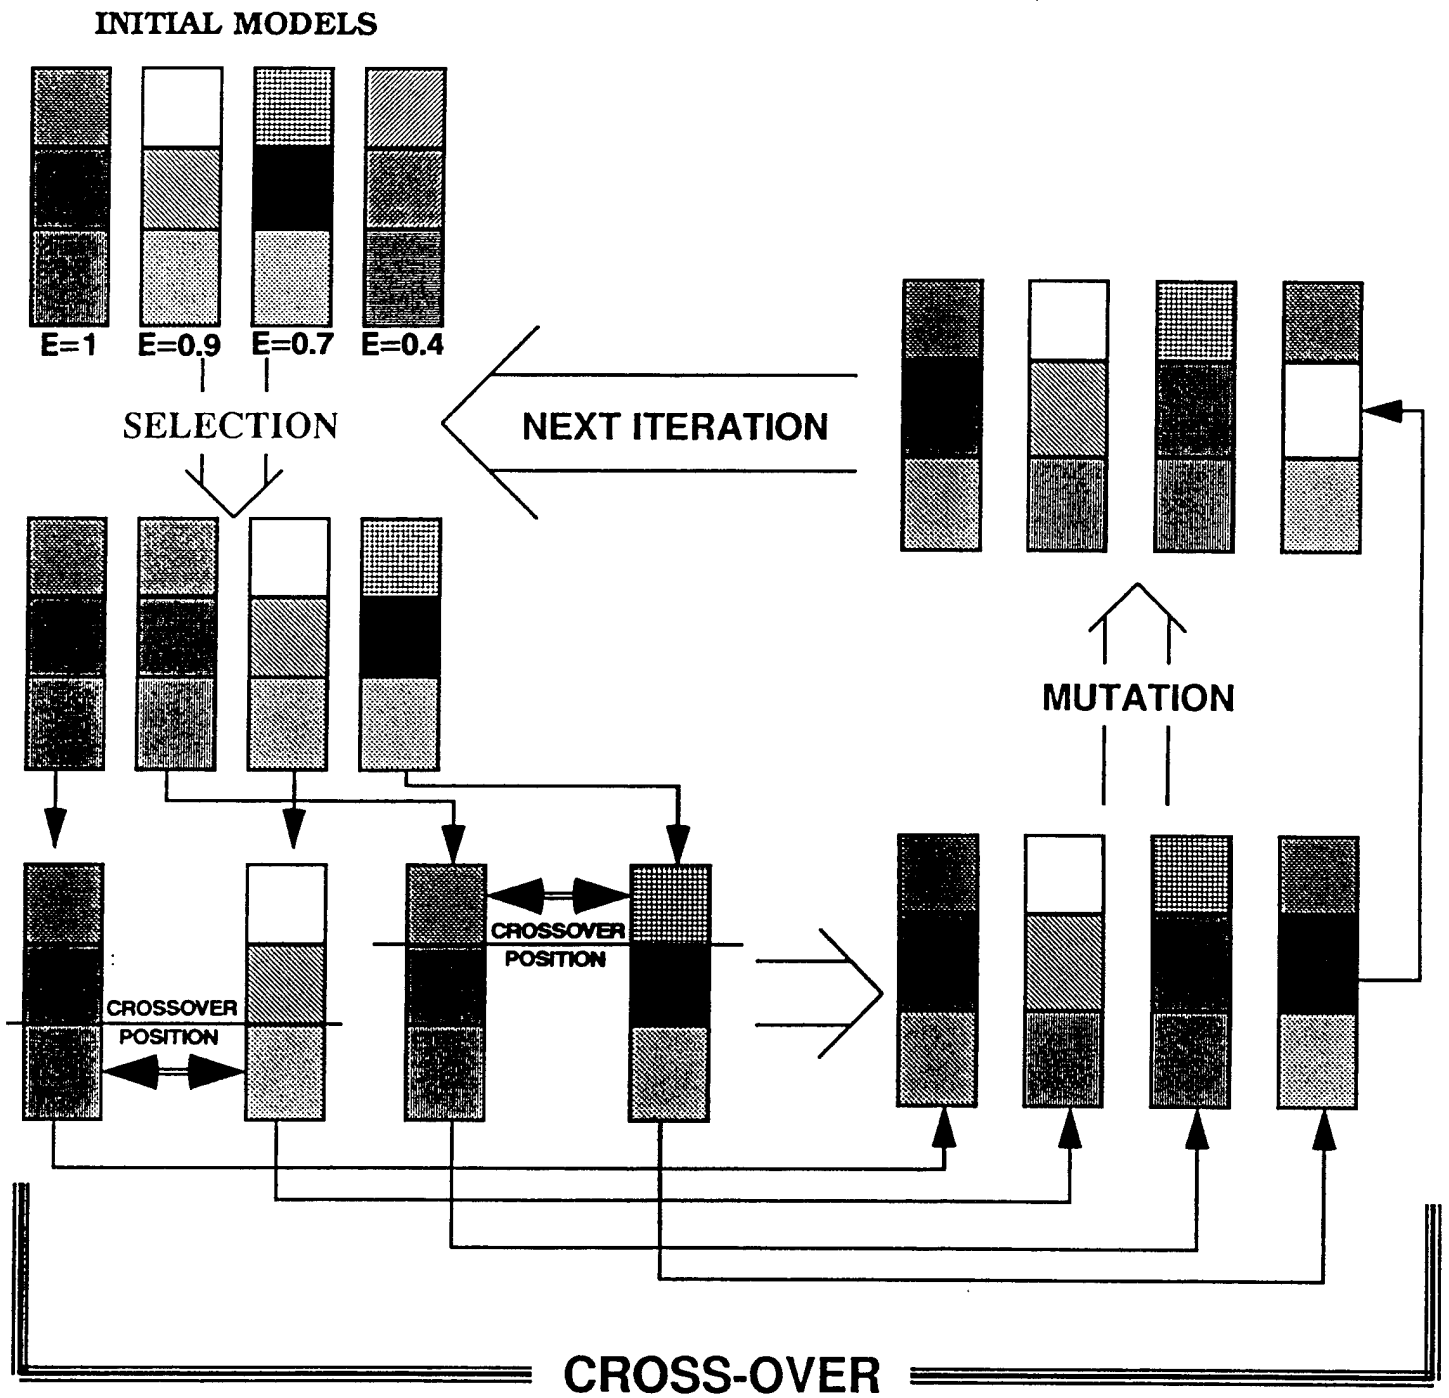 INITIAL MODELS
E=1 E=0.9 E=0.7 E=0.4
SELECTION
NEXT ITERATION
MUTATION
CROSSOVER
POSITION
CROSSOVER
POSITION
CROSS-OVER